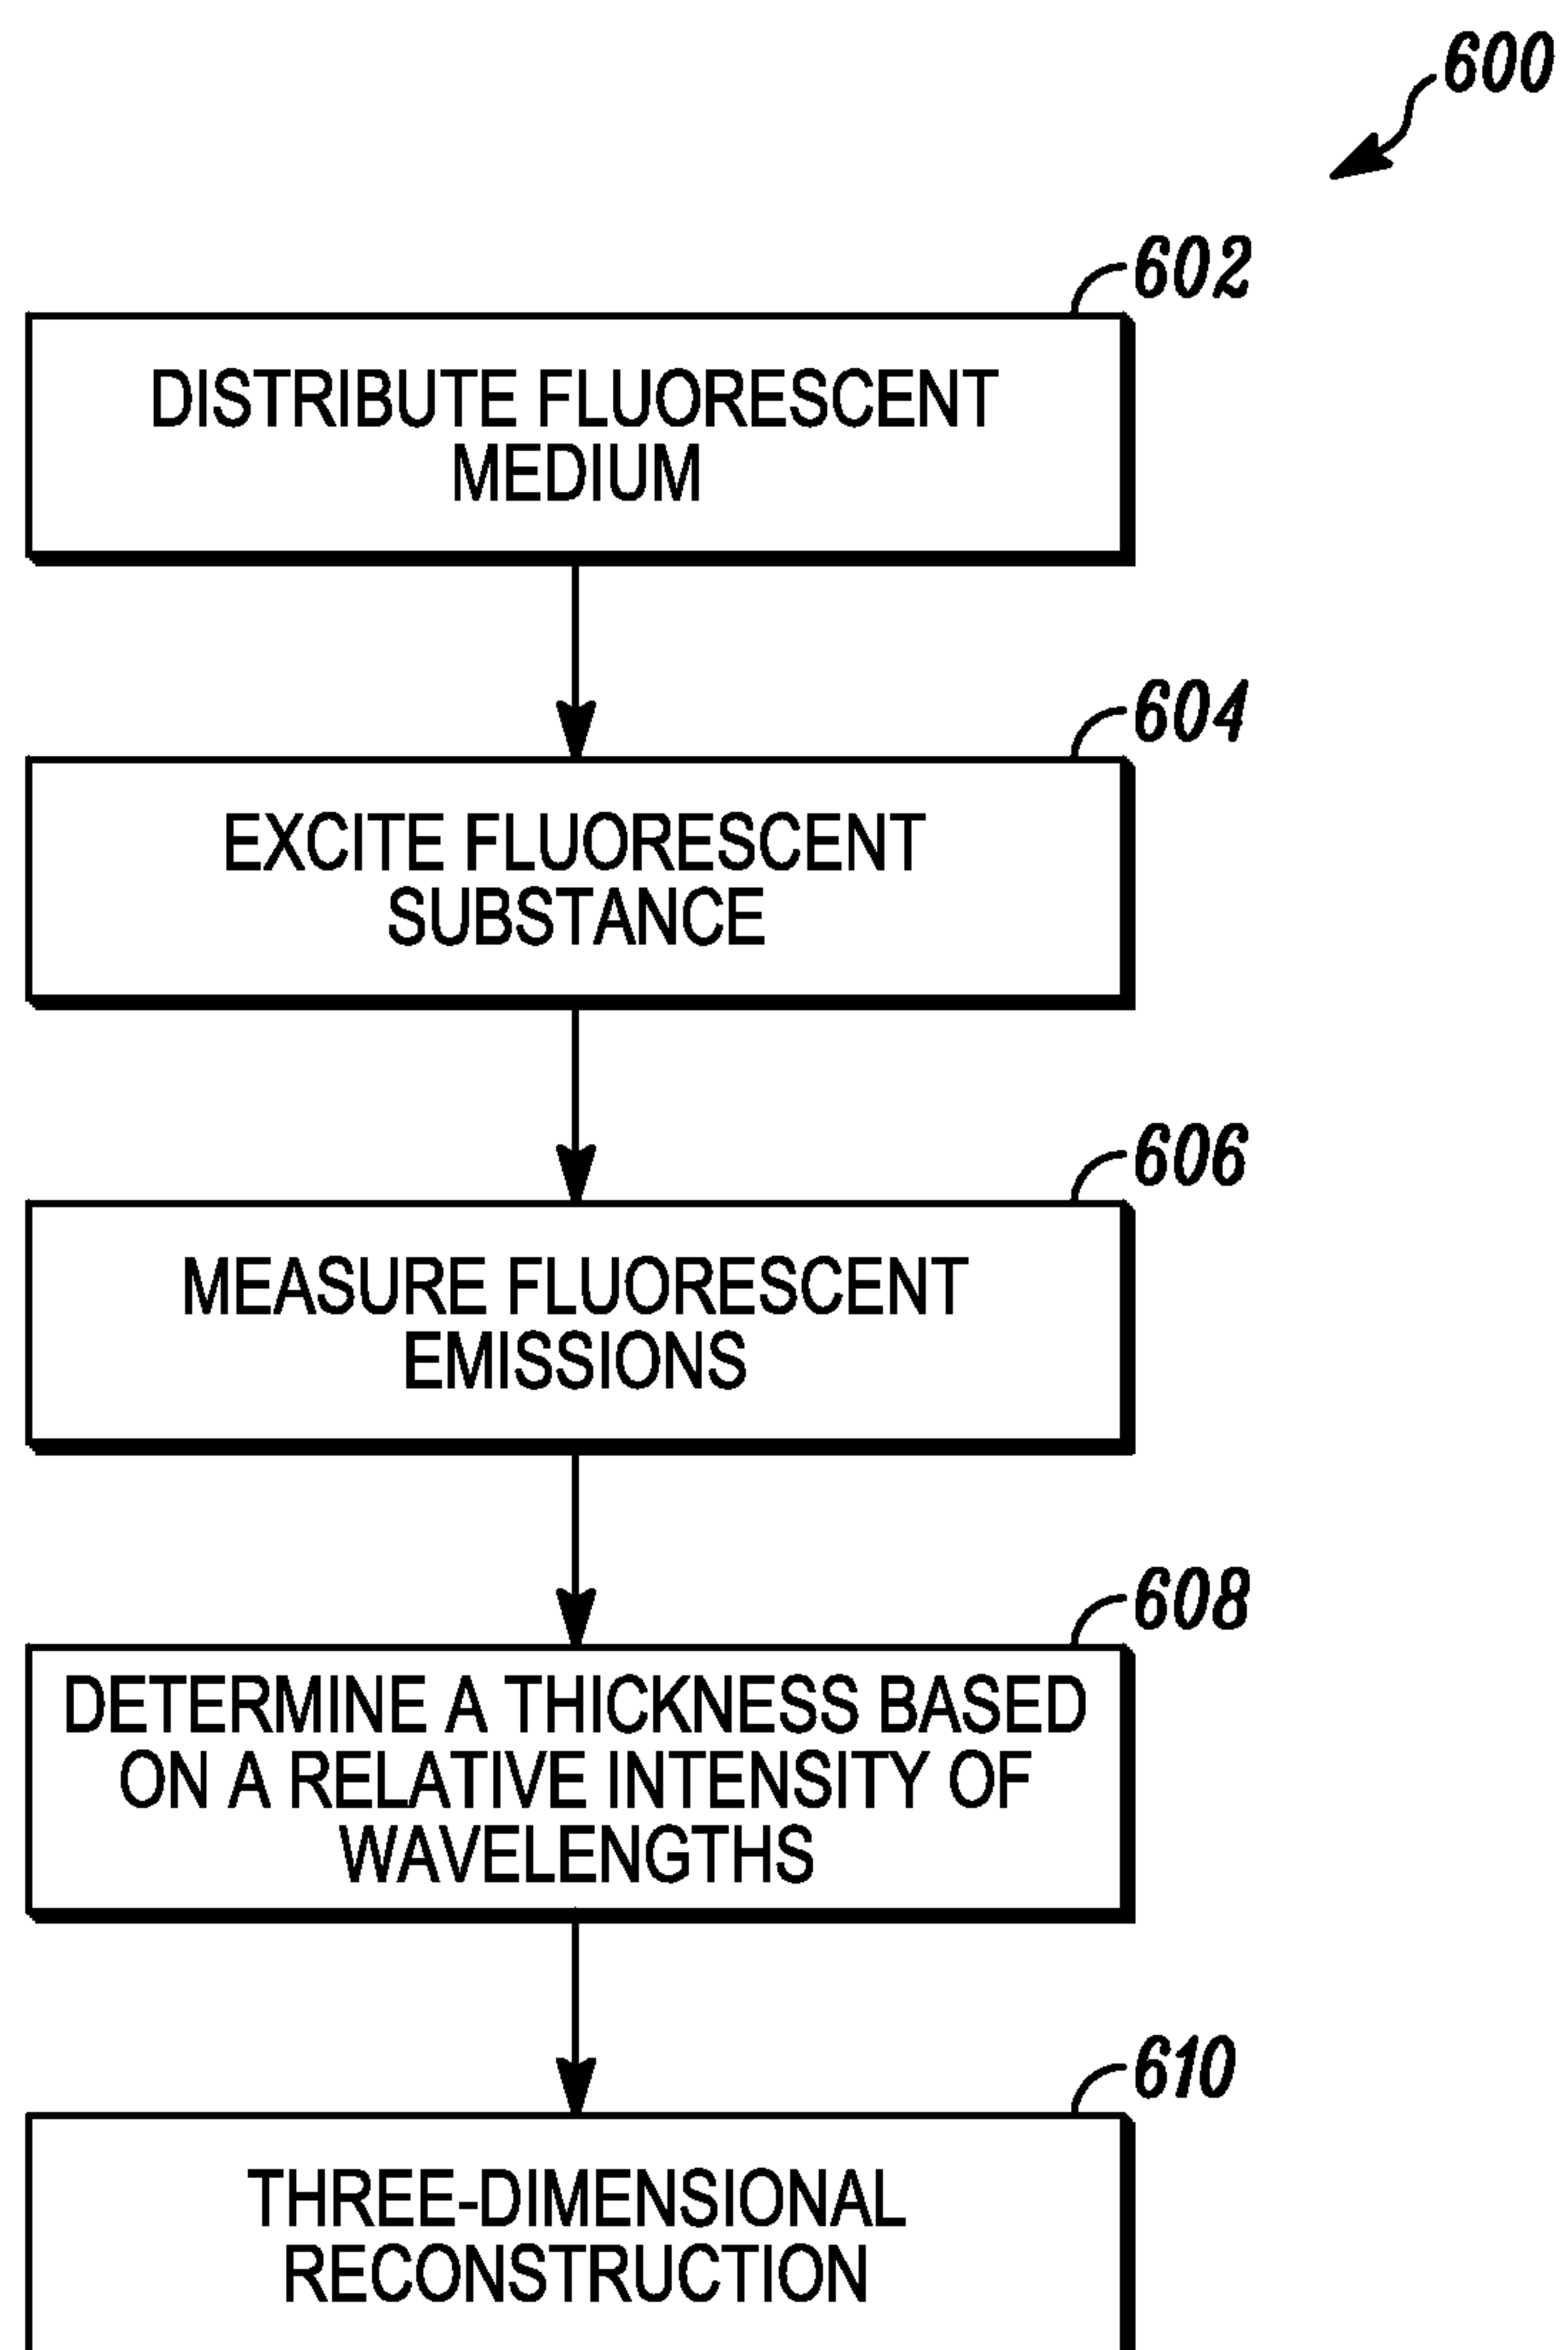 600
602
DISTRIBUTE FLUORESCENT
MEDIUM
604
EXCITE FLUORESCENT
SUBSTANCE
606
MEASURE FLUORESCENT
EMISSIONS
608
DETERMINE A THICKNESS BASED
ON A RELATIVE INTENSITY OF
WAVELENGTHS
610
THREE-DIMENSIONAL
RECONSTRUCTION